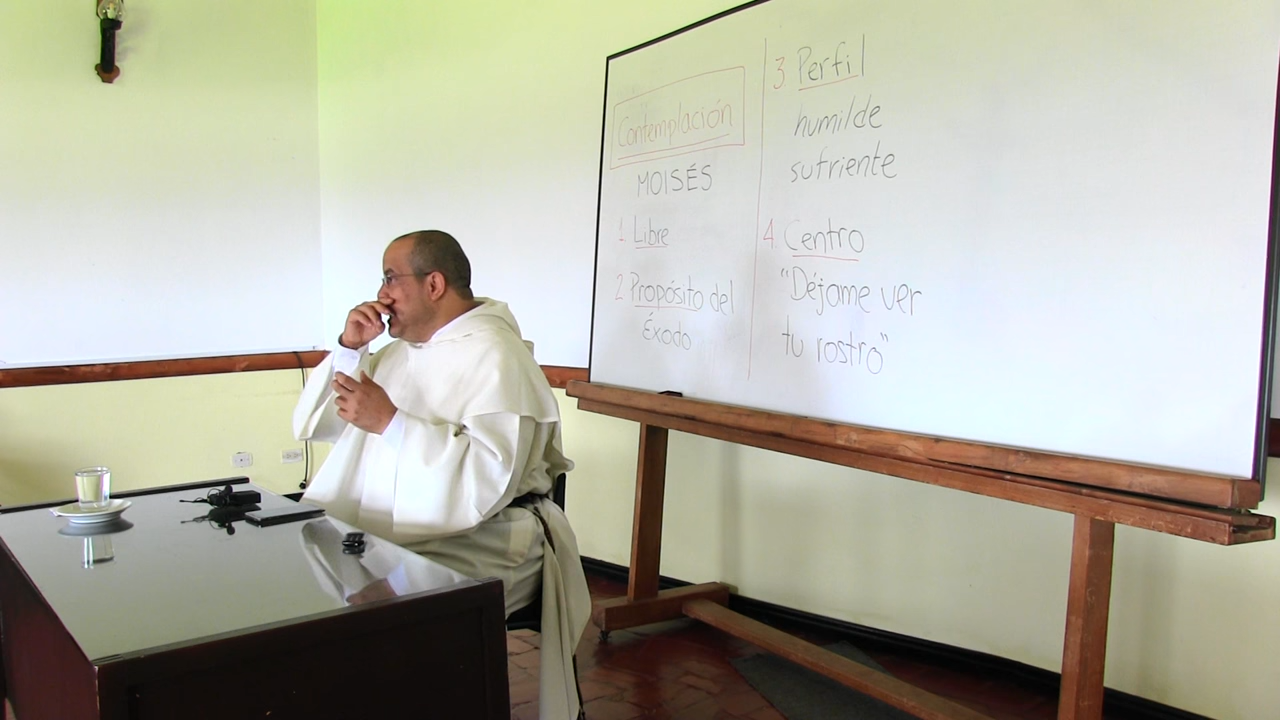 Contemplación
MOISÉS
1 Libre
2 Propósito del
Éxodo
3 Perfil
humilde
sufriente
4 Centro
"Déjame ver
tu rostro"